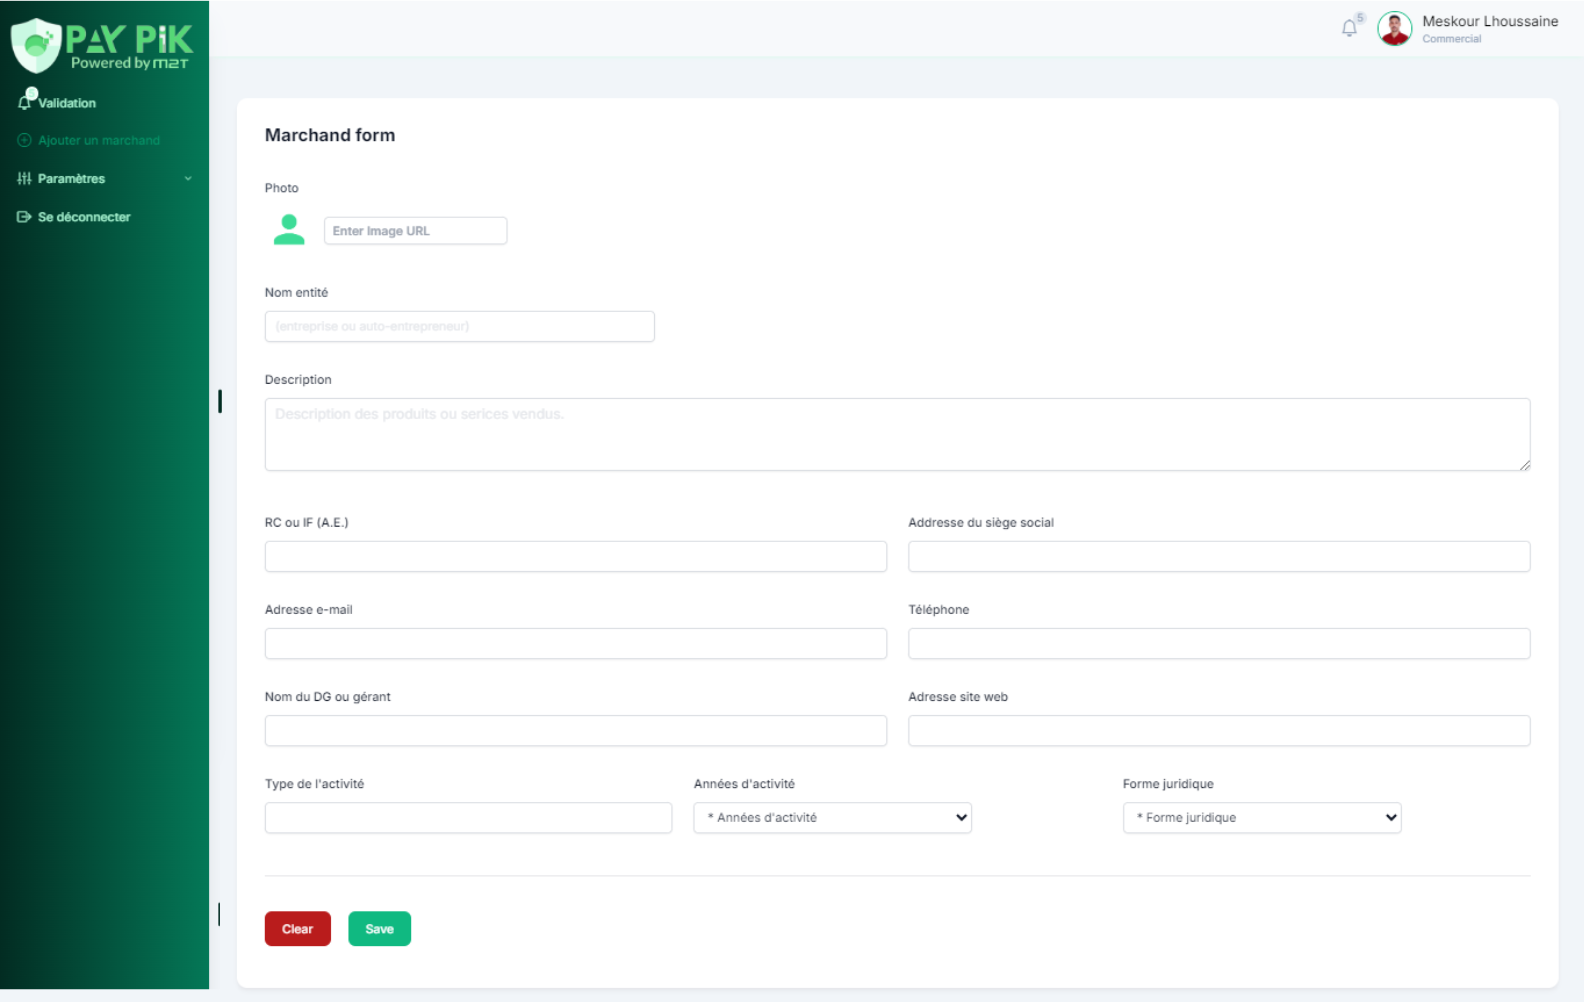 PAY PiK
Powered by m2T
5
Validation
Ajouter un marchand
Paramètres
Se déconnecter
5
Meskour Lhoussaine
Commercial
Marchand form
Photo
Enter Image URL
Nom entité
(entreprise ou auto-entrepreneur)
Description
Description des produits ou serices vendus.
RC ou IF (A.E.)
Addresse du siège social
Adresse e-mail
Téléphone
Nom du DG ou gérant
Adresse site web
Type de l'activité
Années d'activité
Forme juridique
* Années d'activité
* Forme juridique
Clear
Save